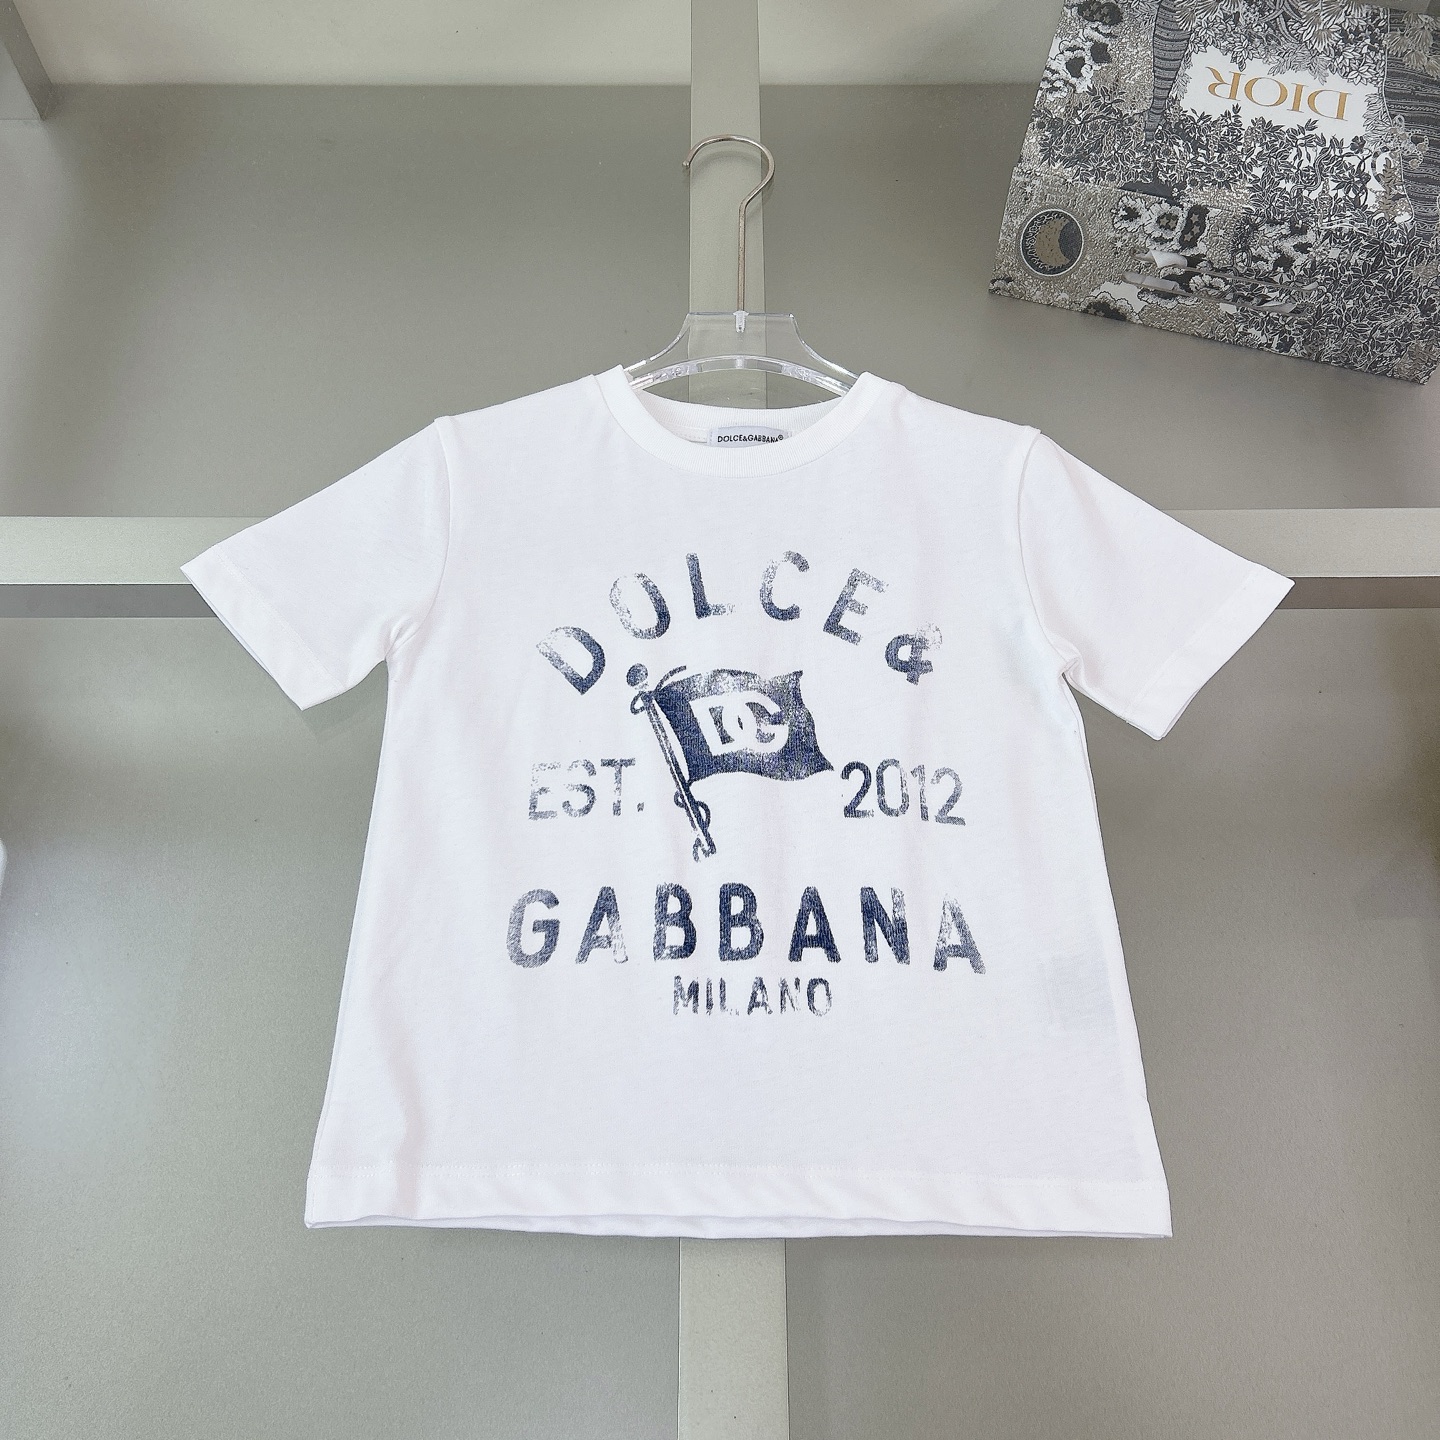 DIOR
DOLCE&GABBANA®
DOLCE &
DG
EST. 2012
GABBANA
MILANO